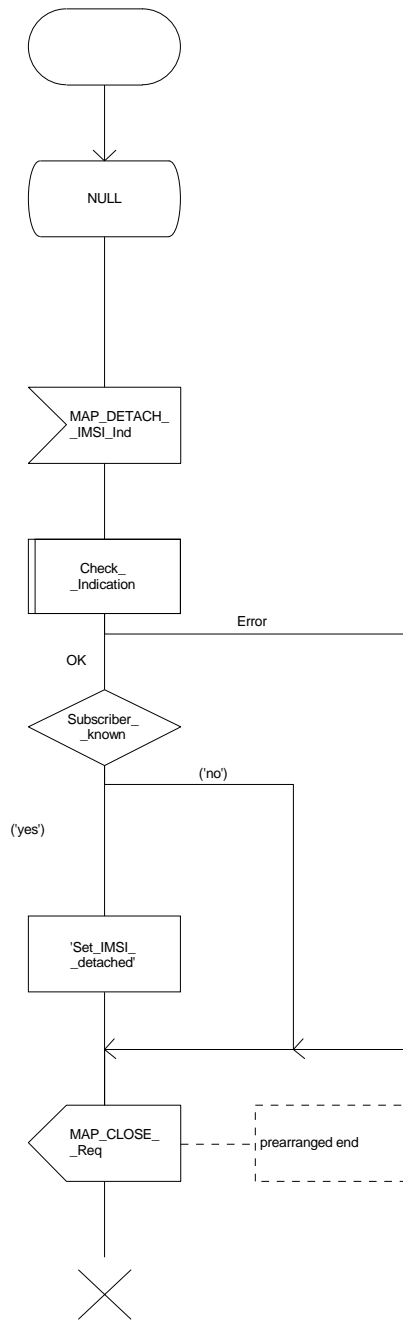 NULL
MAP_DETACH_
_IMSI_Ind
Check_
_Indication
Error
OK
Subscriber_
_known
('no')
('yes')
'Set_IMSI_
_detached'
MAP_CLOSE_
_Req
prearranged end